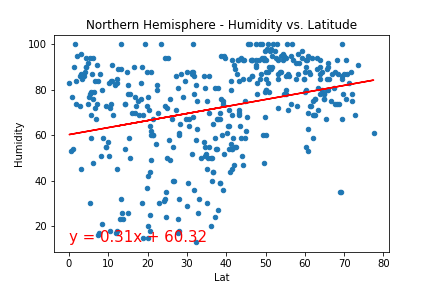 Northern Hemisphere - Humidity vs. Latitude
100
80
60
40
20
Humidity
y = 0.31x + 60.32
0 10 20 30 40 50 60 70 80
Lat